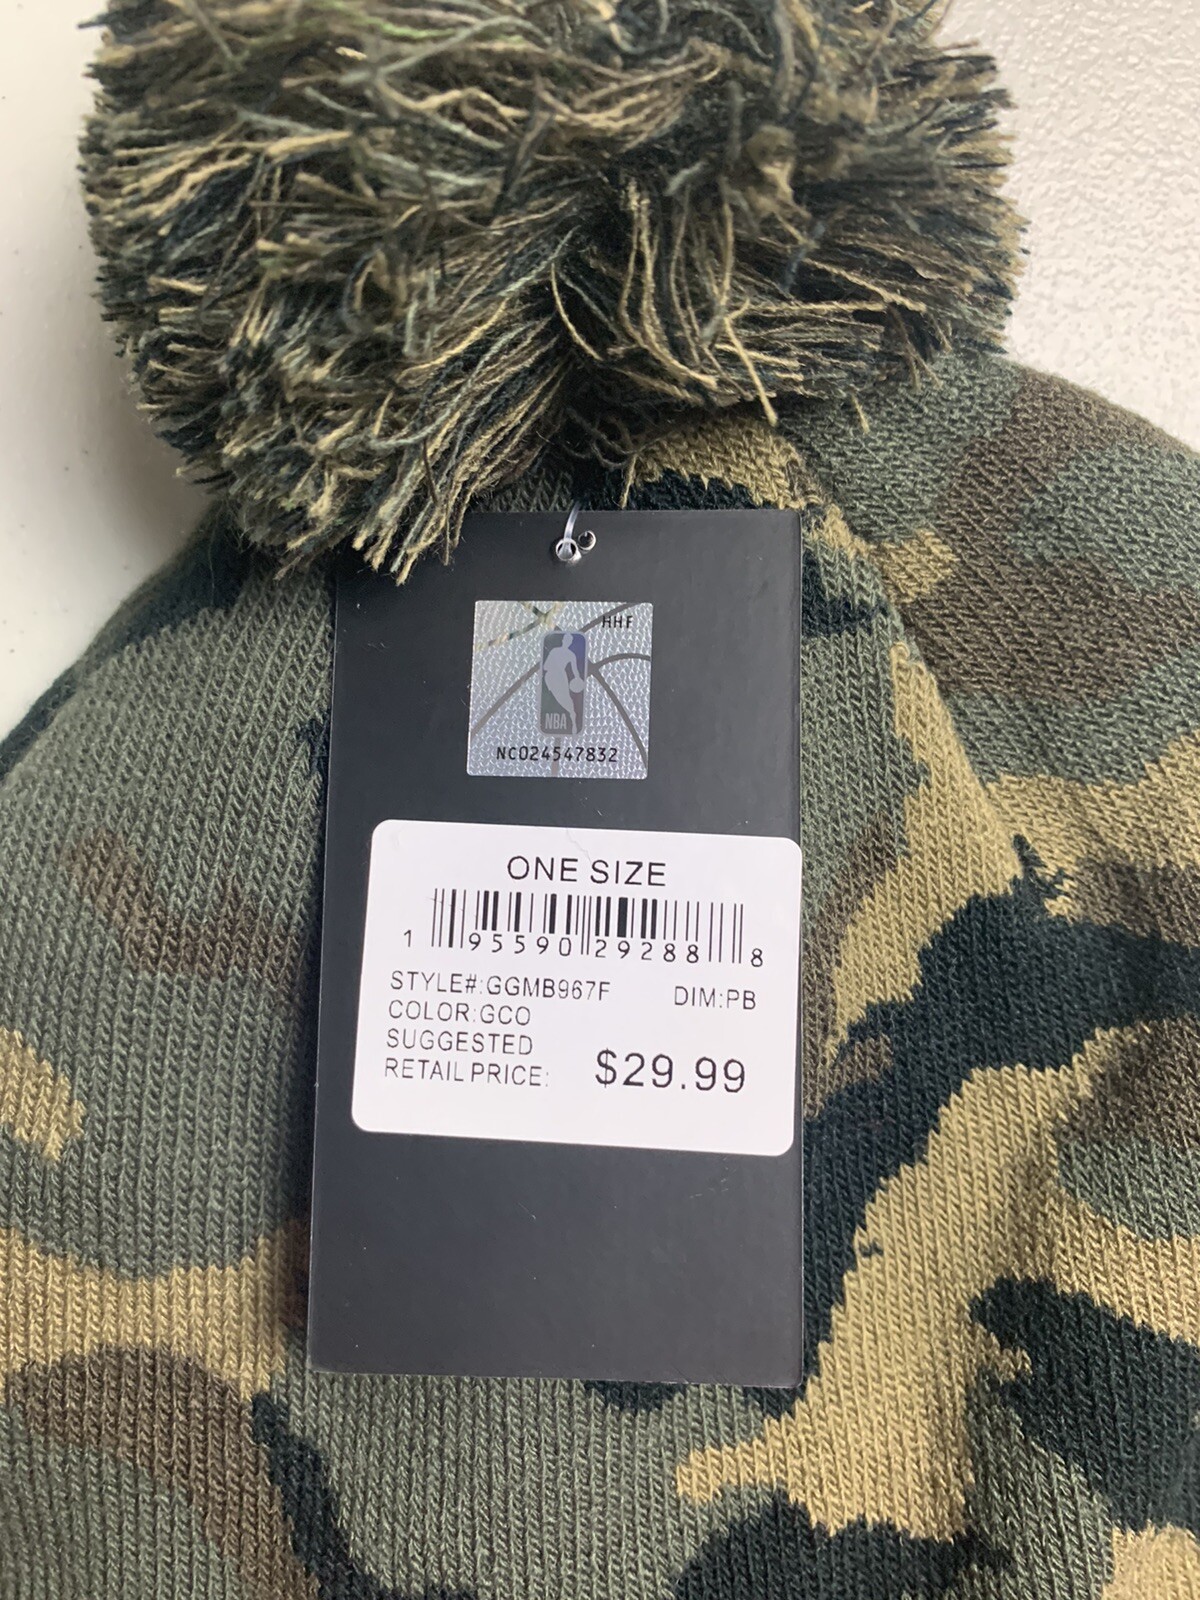 HHF
NBA
NC024547832
ONE SIZE
1 95590 29288 8
STYLE#:GGMB967F DIM:PB
COLOR:GCO
SUGGESTED
RETAIL PRICE: $29.99